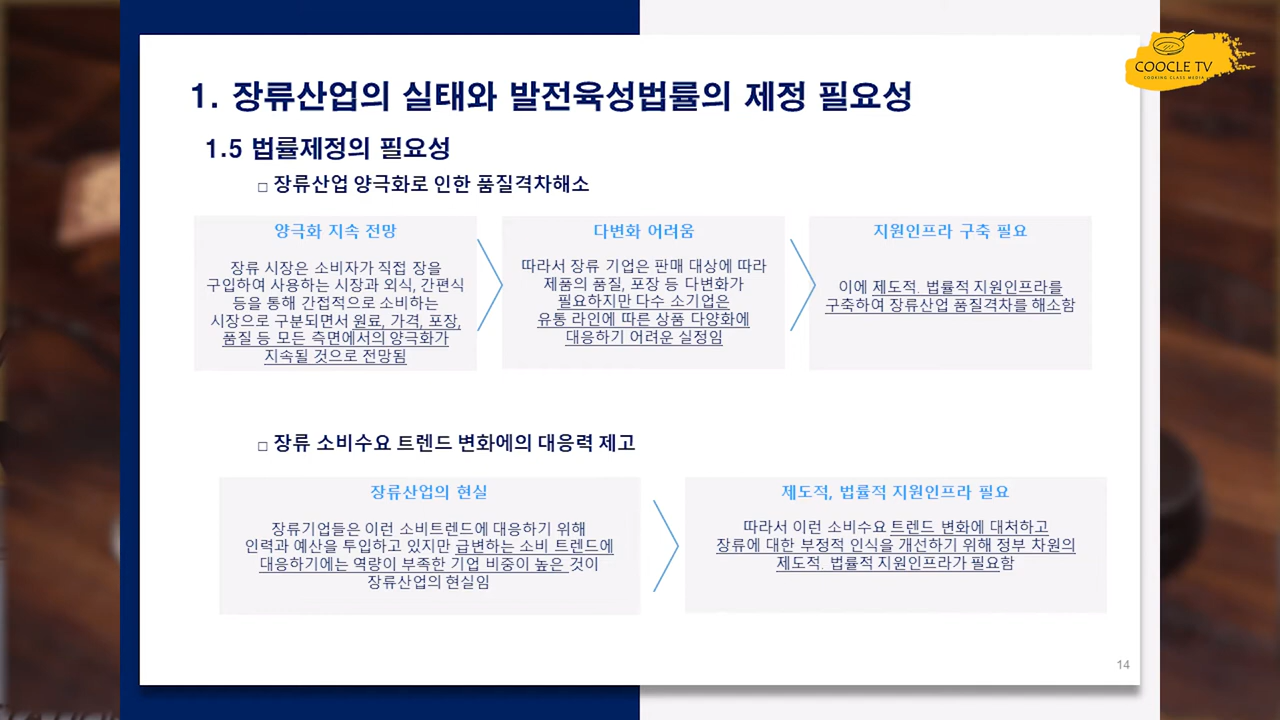 COOCLE TV
COOKING CLASS MEDIA
1. 장류산업의 실태와 발전육성법률의 제정 필요성
1.5 법률제정의 필요성
□ 장류산업 양극화로 인한 품질격차해소
양극화 지속 전망
장류 시장은 소비자가 직접 장을
구입하여 사용하는 시장과 외식, 간편식
등을 통해 간접적으로 소비하는
시장으로 구분되면서 원료, 가격, 포장,
품질 등 모든 측면에서의 양극화가
지속될 것으로 전망됨
다변화 어려움
따라서 장류 기업은 판매 대상에 따라
제품의 품질, 포장 등 다변화가
필요하지만 다수 소기업은
유통 라인에 따른 상품 다양화에
대응하기 어려운 실정임
지원인프라 구축 필요
이에 제도적. 법률적 지원인프라를
구축하여 장류산업 품질격차를 해소함
□ 장류 소비수요 트렌드 변화에의 대응력 제고
장류산업의 현실
장류기업들은 이런 소비트렌드에 대응하기 위해
인력과 예산을 투입하고 있지만 급변하는 소비 트렌드에
대응하기에는 역량이 부족한 기업 비중이 높은 것이
장류산업의 현실임
제도적, 법률적 지원인프라 필요
따라서 이런 소비수요 트렌드 변화에 대처하고
장류에 대한 부정적 인식을 개선하기 위해 정부 차원의
제도적. 법률적 지원인프라가 필요함
14